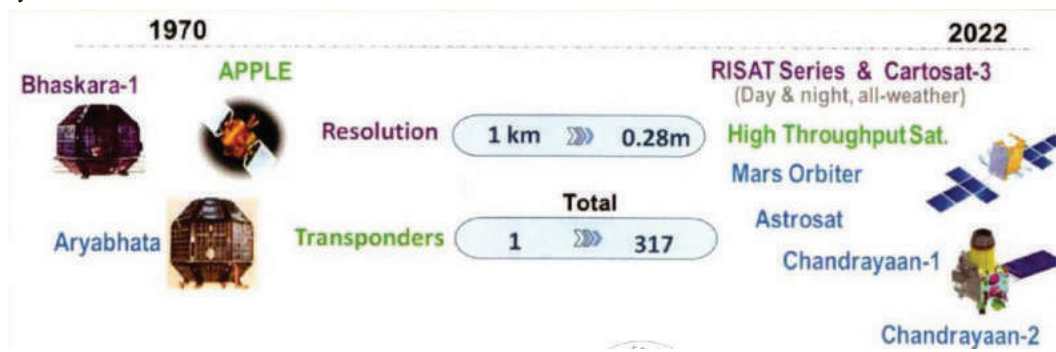 1970
2022
Bhaskara-1
APPLE
Aryabhata
Resolution
1 km
0.28m
Total
Transponders
1
317
RISAT Series & Cartosat-3
(Day & night, all-weather)
High Throughput Sat.
Mars Orbiter
Astrosat
Chandrayaan-1
Chandrayaan-2